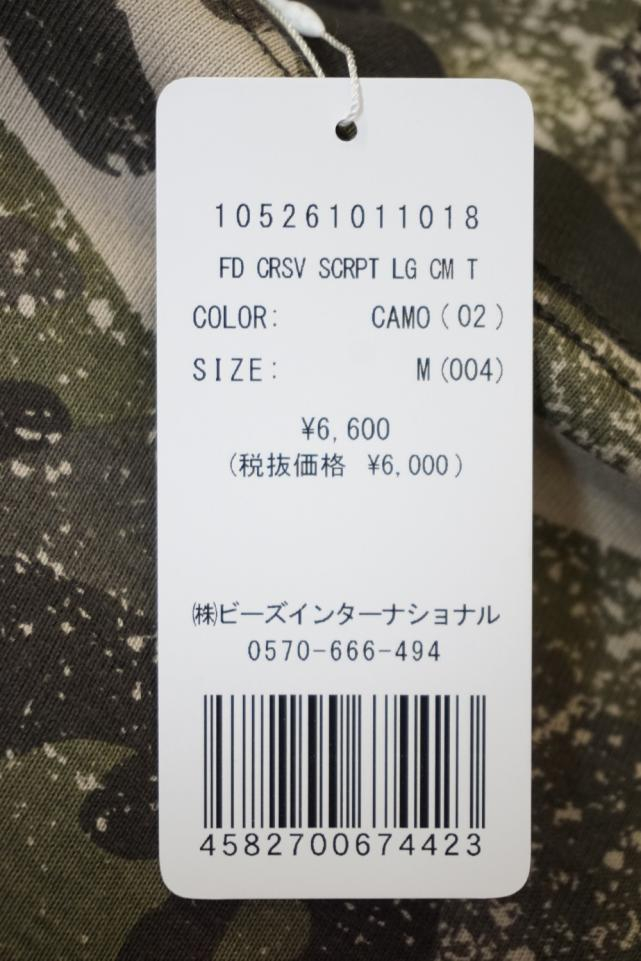 105261011018
FD CRSV SCRPT LG CM T
COLOR: CAMO(02)
SIZE: M(004)
¥6,600
(税抜価格 ¥6,000)
㈱ビーズインターナショナル
0570-666-494
4582700674423